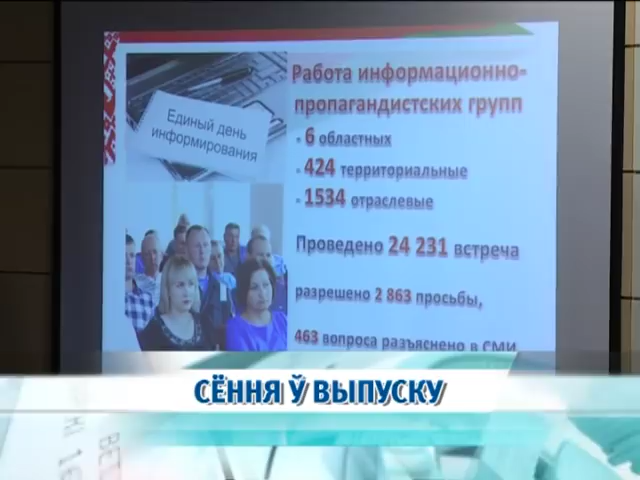 Единый день
информирования
Работа информационно-
пропагандистских групп
- 6 областных
- 424 территориальные
- 1534 отраслевые
Проведено 24 231 встреча
разрешено 2 863 просьбы,
463 вопроса разъяснено в СМИ
СЁННЯ Ў ВЫПУСКУ